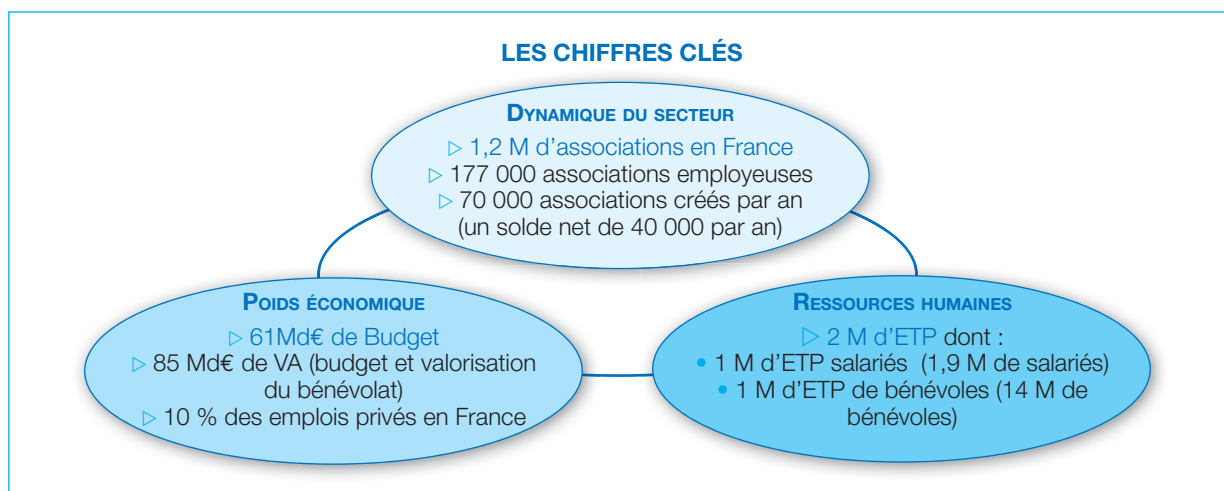 LES CHIFFRES CLÉS
DYNAMIQUE DU SECTEUR
▷ 1,2 M d’associations en France
▷ 177 000 associations employeuses
▷ 70 000 associations créés par an
(un solde net de 40 000 par an)
POIDS ÉCONOMIQUE
▷ 61Md€ de Budget
▷ 85 Md€ de VA (budget et valorisation
du bénévolat)
▷ 10 % des emplois privés en France
RESSOURCES HUMAINES
▷ 2 M d’ETP dont :
• 1 M d’ETP salariés (1,9 M de salariés)
• 1 M d’ETP de bénévoles (14 M de
bénévoles)